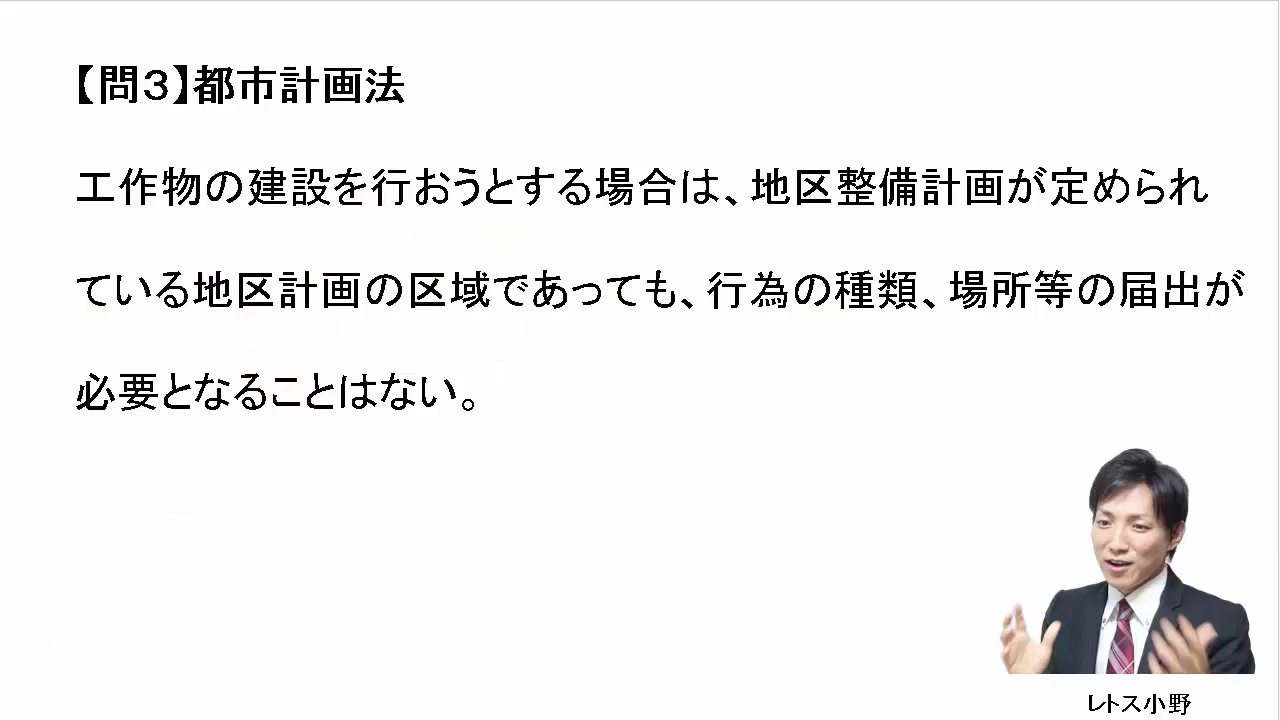 【問３】都市計画法
工作物の建設を行おうとする場合は、地区整備計画が定められ
ている地区計画の区域であっても、行為の種類、場所等の届出が
必要となることはない。
レトス小野